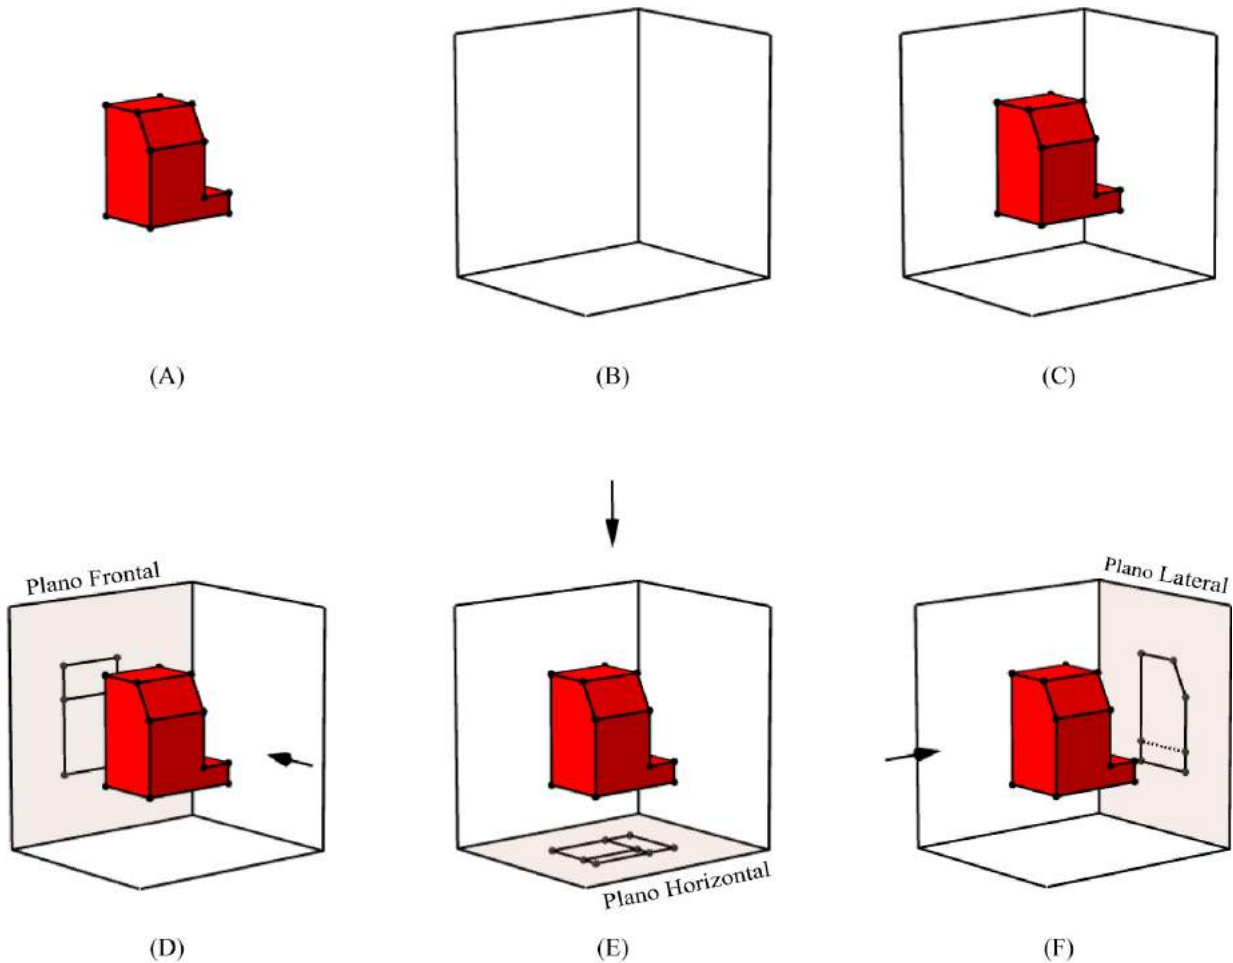 (A)
(B)
(C)
Plano Frontal
Plano Lateral
Plano Horizontal
(D)
(E)
(F)